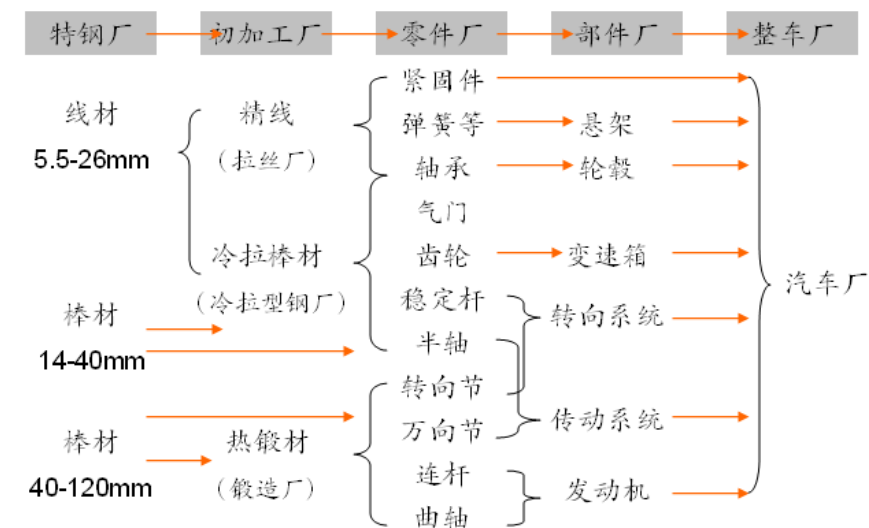 特钢厂 初加工厂 零件厂 部件厂 整车厂
紧固件
线材 精线 弹簧等 悬架
5.5-26mm (拉丝厂) 轴承 轮毂
气门
冷拉棒材 齿轮 变速箱
汽车厂
(冷拉型钢厂) 稳定杆
棒材 转向系统
14-40mm 半轴
转向节
万向节 传动系统
棒材 热锻材
连杆
40-120mm (锻造厂) 发动机
曲轴